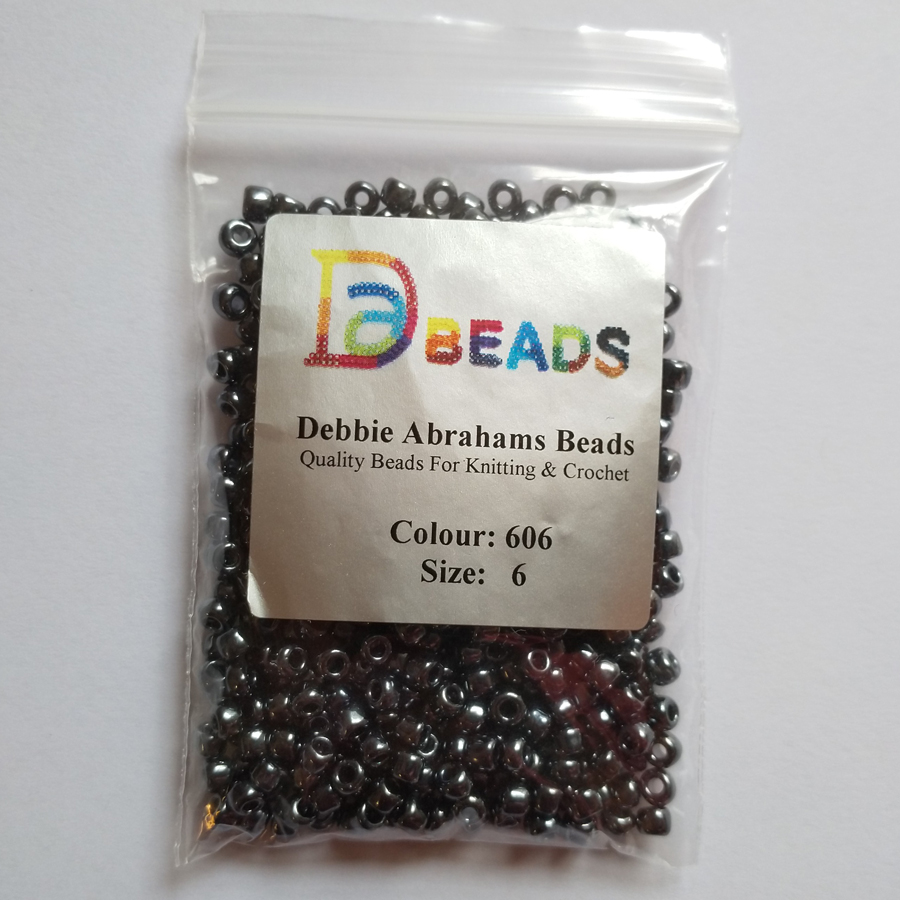 Da BEADS
Debbie Abrahams Beads
Quality Beads For Knitting & Crochet
Colour: 606
Size: 6